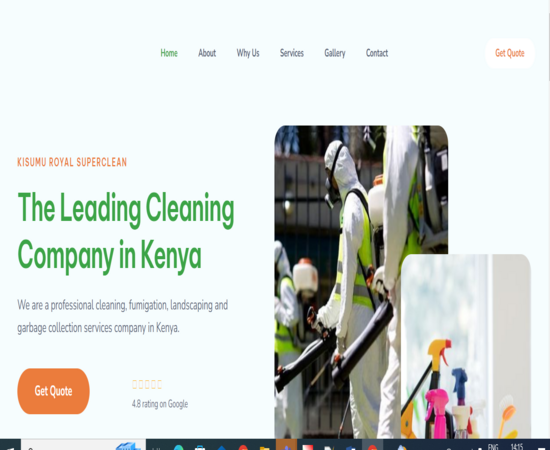 Home About Why Us Services Gallery Contact Get Quote
KISUMU ROYAL SUPERCLEAN
The Leading Cleaning
Company in Kenya
We are a professional cleaning, fumigation, landscaping and
garbage collection services company in Kenya.
Get Quote
4.8 rating on Google
ENG 14:15